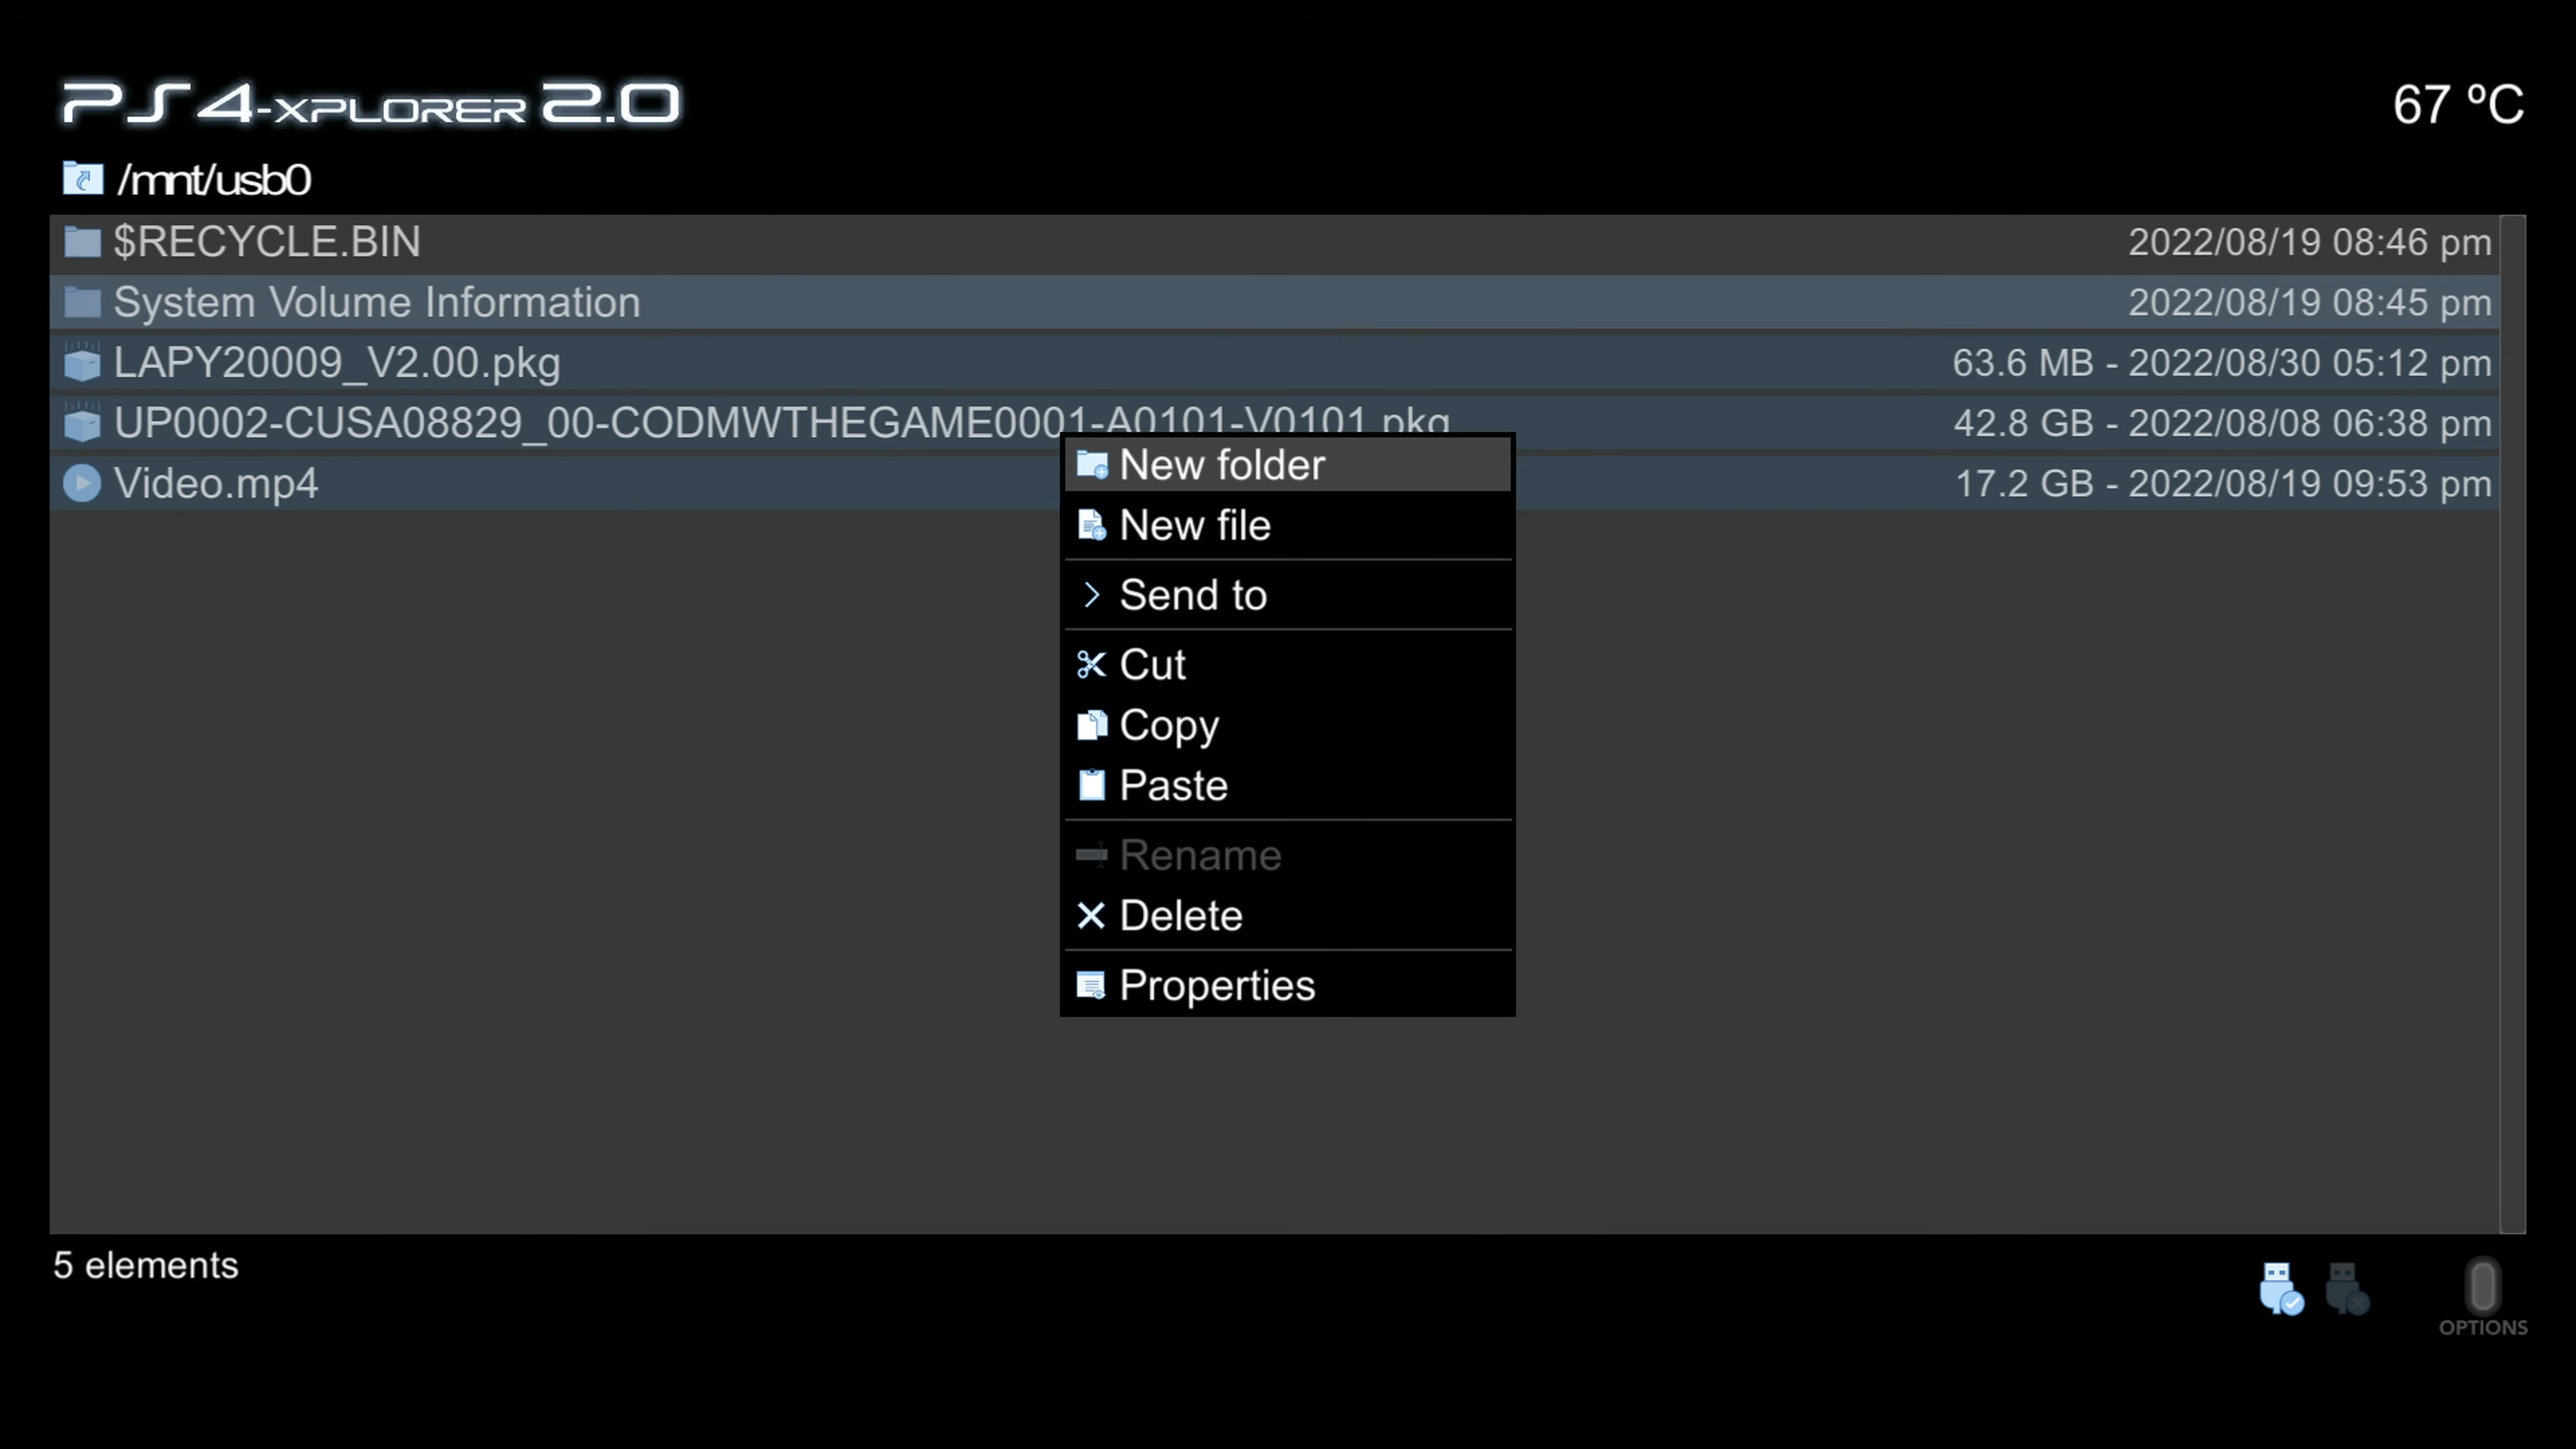 PS4-XPLORER 2.0
67 ºC
/mnt/usb0
$RECYCLE.BIN 2022/08/19 08:46 pm
System Volume Information 2022/08/19 08:45 pm
LAPY20009_V2.00.pkg 63.6 MB - 2022/08/30 05:12 pm
UP0002-CUSA08829_00-CODMWTHEGAME0001-A0101-V0101.pkg 42.8 GB - 2022/08/08 06:38 pm
Video.mp4 17.2 GB - 2022/08/19 09:53 pm
New folder
New file
Send to
Cut
Copy
Paste
Rename
Delete
Properties
5 elements
OPTIONS